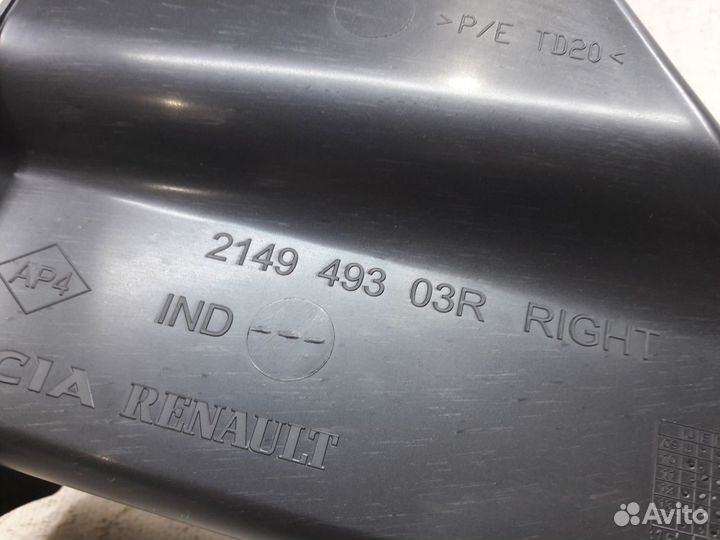 >P/E TD20<
2149 493 03R RIGHT
AP4
IND ---
CIA RENAULT
Avito